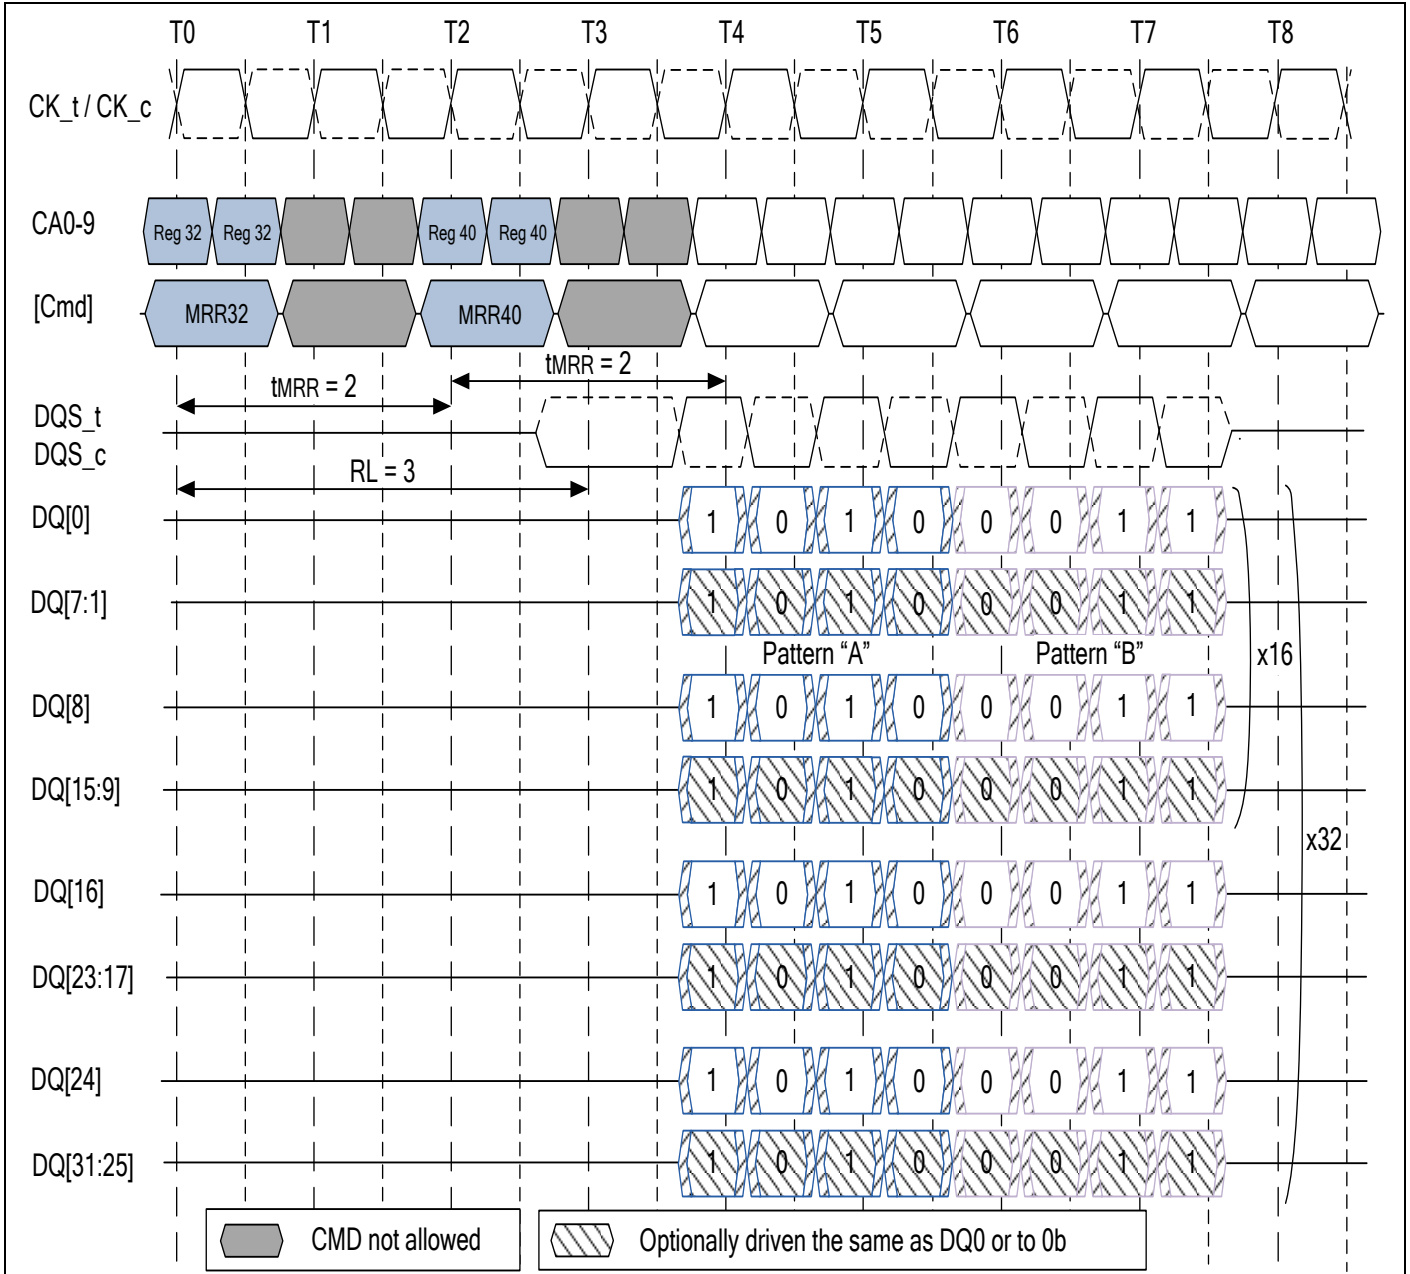 T0 T1 T2 T3 T4 T5 T6 T7 T8
CK_t / CK_c
CA0-9 Reg 32 Reg 32 Reg 40 Reg 40
[Cmd] MRR32 MRR40
tMRR = 2 tMRR = 2
DQS_t
DQS_c
RL = 3
DQ[0] 1 0 1 0 0 0 1 1
DQ[7:1] 1 0 1 0 0 0 1 1
Pattern “A” Pattern “B” x16
DQ[8] 1 0 1 0 0 0 1 1
DQ[15:9] 1 0 1 0 0 0 1 1
x32
DQ[16] 1 0 1 0 0 0 1 1
DQ[23:17] 1 0 1 0 0 0 1 1
DQ[24] 1 0 1 0 0 0 1 1
DQ[31:25] 1 0 1 0 0 0 1 1
CMD not allowed Optionally driven the same as DQ0 or to 0b